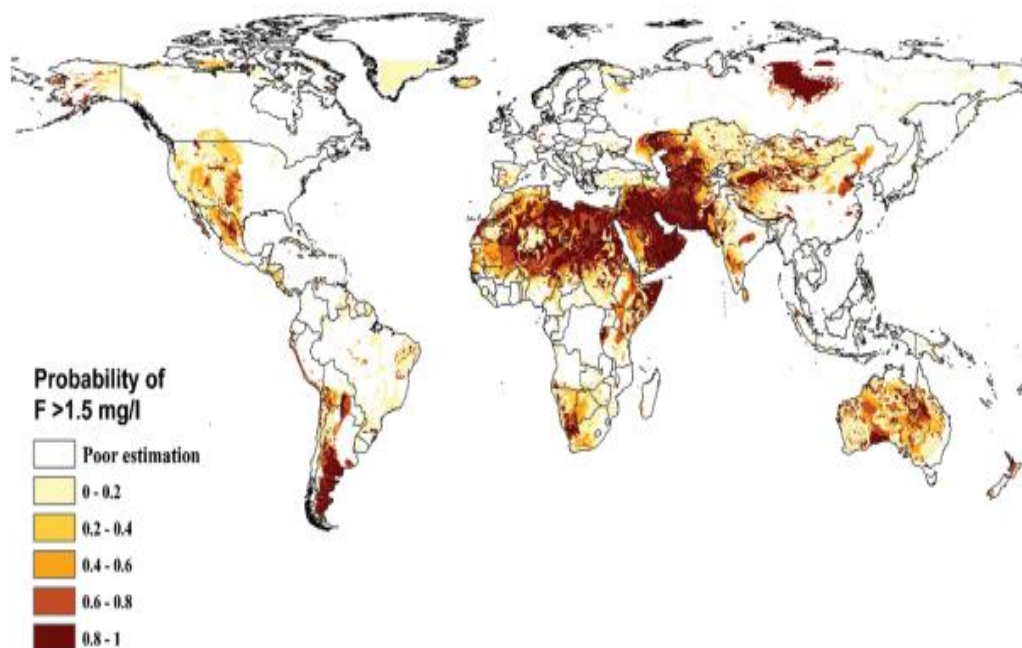 Probability of
F >1.5 mg/l
Poor estimation
0 - 0.2
0.2 - 0.4
0.4 - 0.6
0.6 - 0.8
0.8 - 1